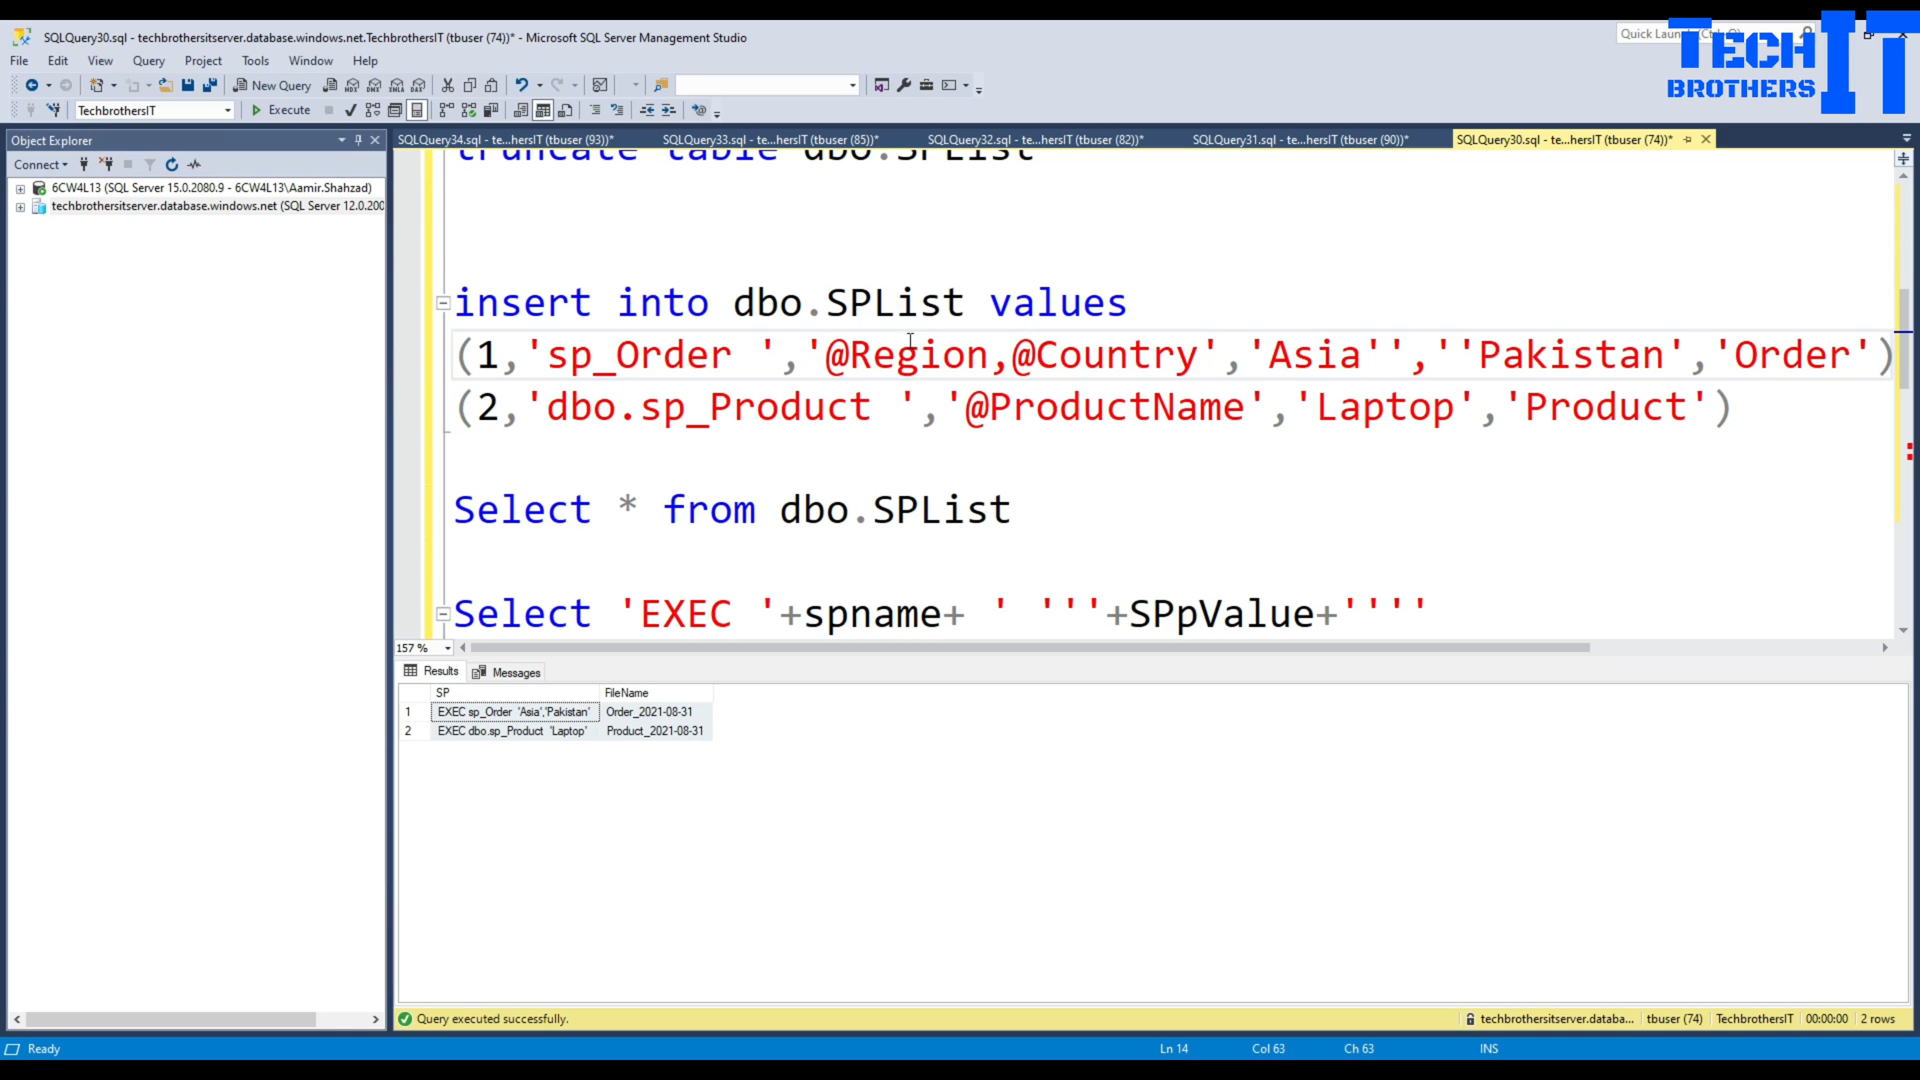 SQLQuery30.sql - techbrothersitserver.database.windows.net.TechbrothersIT (tbuser (74))* - Microsoft SQL Server Management Studio
Quick Laun
TECH IT
BROTHERS
File Edit View Query Project Tools Window Help
New Query
TechbrothersIT Execute
Object Explorer
SQLQuery34.sql - te...hersIT (tbuser (93))* SQLQuery33.sql - te...hersIT (tbuser (85))* SQLQuery32.sql - te...hersIT (tbuser (82))* SQLQuery31.sql - te...hersIT (tbuser (90))* SQLQuery30.sql - te...hersIT (tbuser (74))*
Connect
6CW4L13 (SQL Server 15.0.2080.9 - 6CW4L13\Aamir.Shahzad)
techbrothersitserver.database.windows.net (SQL Server 12.0.200
truncate table dbo.SPList
insert into dbo.SPList values
(1,'sp_Order ','@Region,@Country','Asia'',''Pakistan','Order')
(2,'dbo.sp_Product ','@ProductName','Laptop','Product')
Select * from dbo.SPList
Select 'EXEC '+spname+ ' '''+SPpValue+''''
157 %
Results Messages
SP FileName
1 EXEC sp_Order 'Asia','Pakistan' Order_2021-08-31
2 EXEC dbo.sp_Product 'Laptop' Product_2021-08-31
Query executed successfully. techbrothersitserver.databa... tbuser (74) TechbrothersIT 00:00:00 2 rows
Ready Ln 14 Col 63 Ch 63 INS